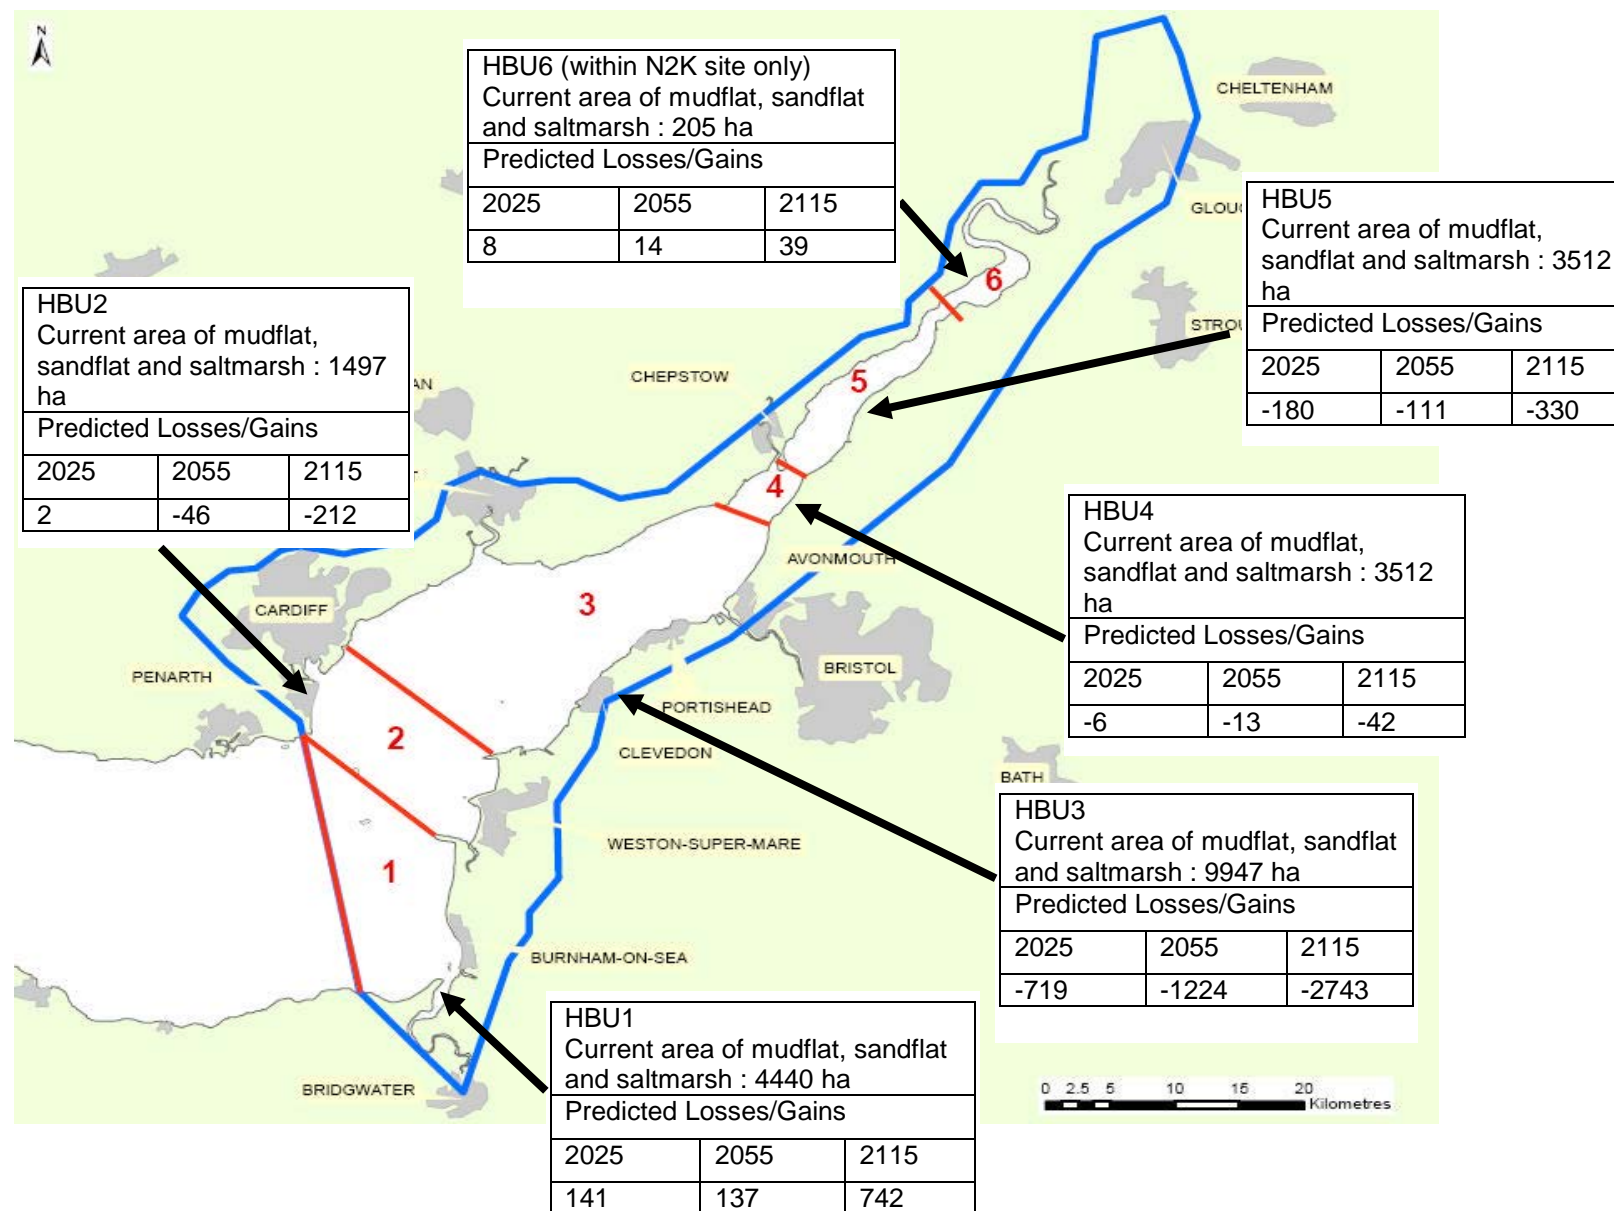 N
HBU6 (within N2K site only)
Current area of mudflat, sandflat
and saltmarsh : 205 ha
Predicted Losses/Gains
2025 2055 2115
8 14 39
CHELTENHAM
HBU5
Current area of mudflat,
sandflat and saltmarsh : 3512
ha
Predicted Losses/Gains
2025 2055 2115
-180 -111 -330
GLOUC
STROU
HBU2
Current area of mudflat,
sandflat and saltmarsh : 1497
ha
Predicted Losses/Gains
2025 2055 2115
2 -46 -212
AN
CHEPSTOW
6
5
4
3
2
1
HBU4
Current area of mudflat,
sandflat and saltmarsh : 3512
ha
Predicted Losses/Gains
2025 2055 2115
-6 -13 -42
AVONMOUTH
CARDIFF
PENARTH
BRISTOL
PORTISHEAD
CLEVEDON
BATH
WESTON-SUPER-MARE
HBU3
Current area of mudflat, sandflat
and saltmarsh : 9947 ha
Predicted Losses/Gains
2025 2055 2115
-719 -1224 -2743
BURNHAM-ON-SEA
BRIDGWATER
HBU1
Current area of mudflat, sandflat
and saltmarsh : 4440 ha
Predicted Losses/Gains
2025 2055 2115
141 137 742
0 2.5 5 10 15 20
Kilometres